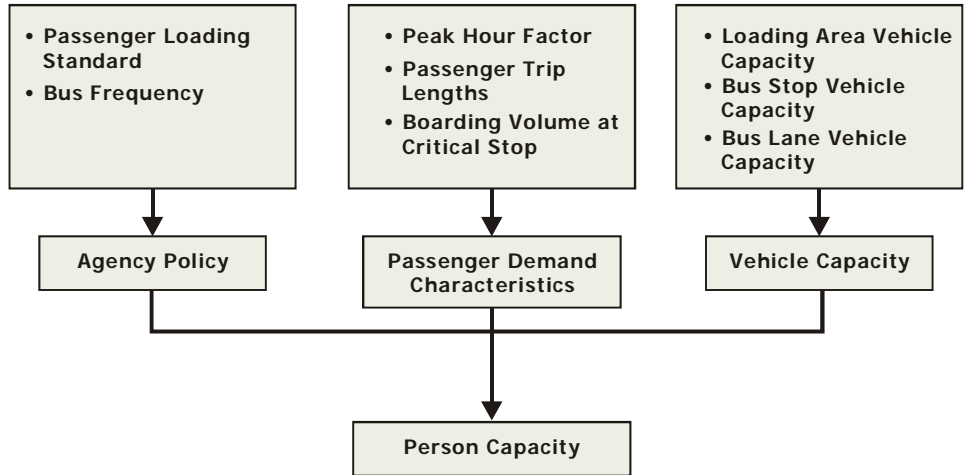 • Passenger Loading
Standard
• Bus Frequency
• Peak Hour Factor
• Passenger Trip
Lengths
• Boarding Volume at
Critical Stop
• Loading Area Vehicle
Capacity
• Bus Stop Vehicle
Capacity
• Bus Lane Vehicle
Capacity
Agency Policy
Passenger Demand
Characteristics
Vehicle Capacity
Person Capacity